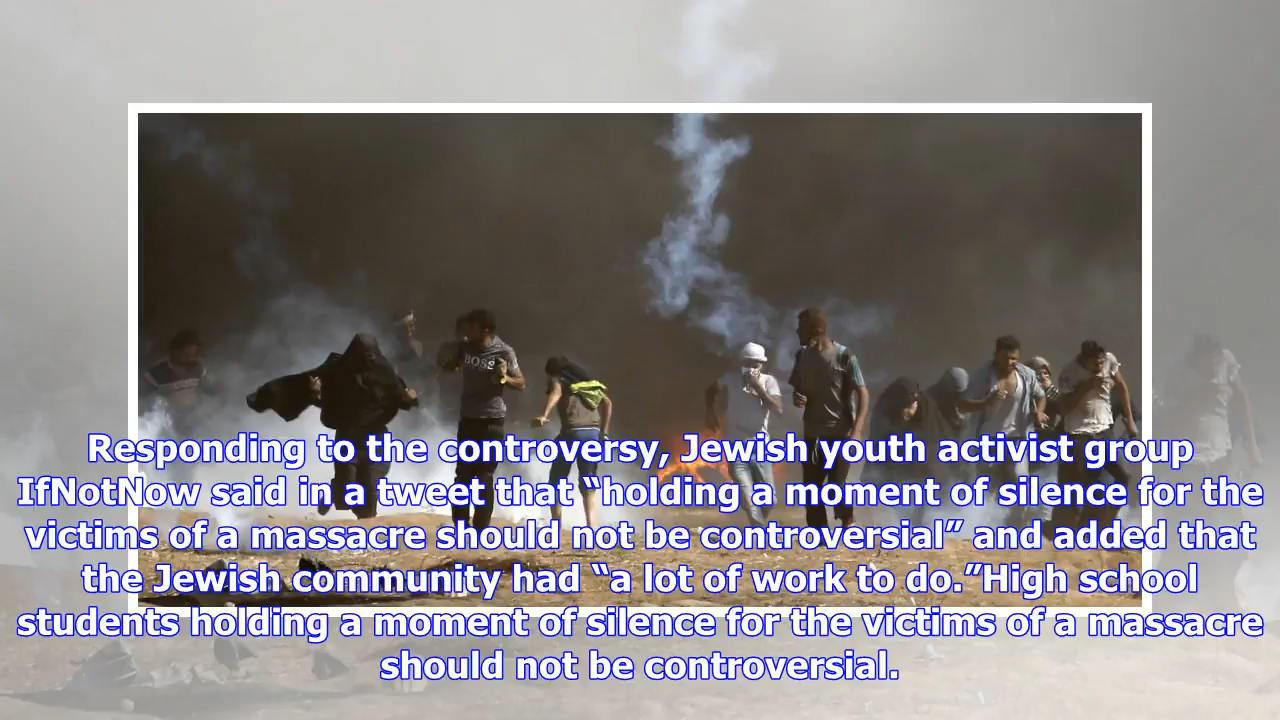 BOSS
Responding to the controversy, Jewish youth activist group
IfNotNow said in a tweet that “holding a moment of silence for the
victims of a massacre should not be controversial” and added that
the Jewish community had “a lot of work to do.”High school
students holding a moment of silence for the victims of a massacre
should not be controversial.